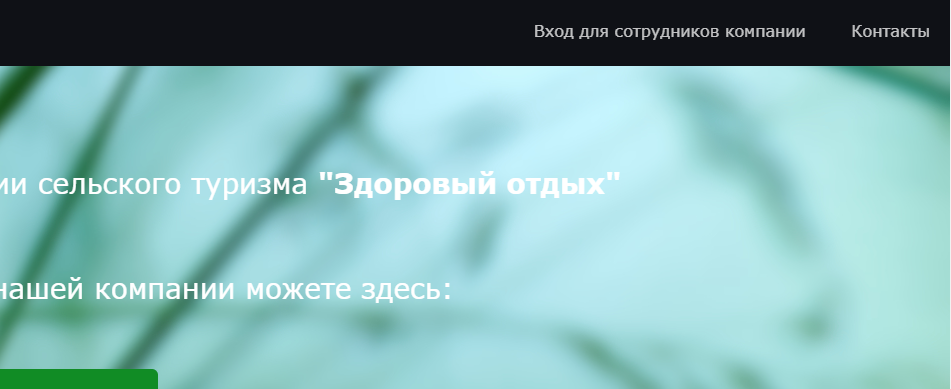 Вход для сотрудников компании Контакты
ии сельского туризма "Здоровый отдых"
нашей компании можете здесь: